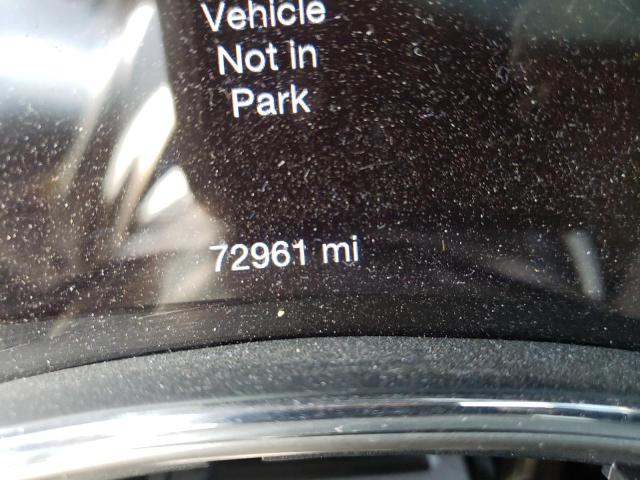 Vehicle
Not in
Park
72961 mi